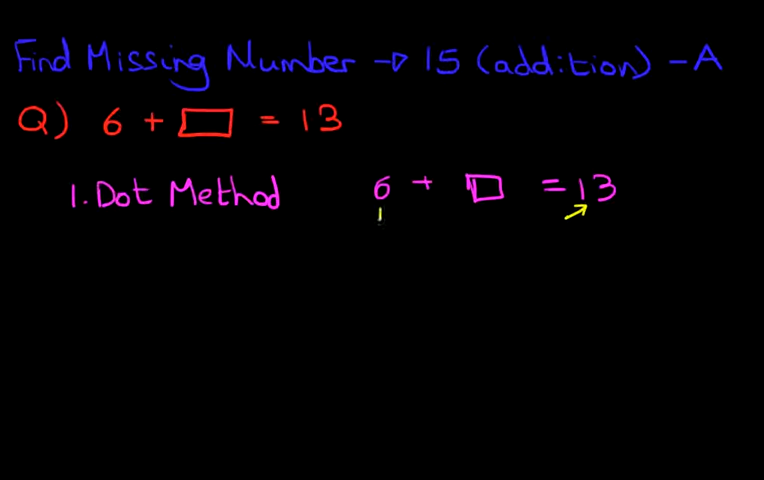 Find Missing Number → 15 (addition) - A
Q) 6 + □ = 13
1. Dot Method 6 + □ = 13